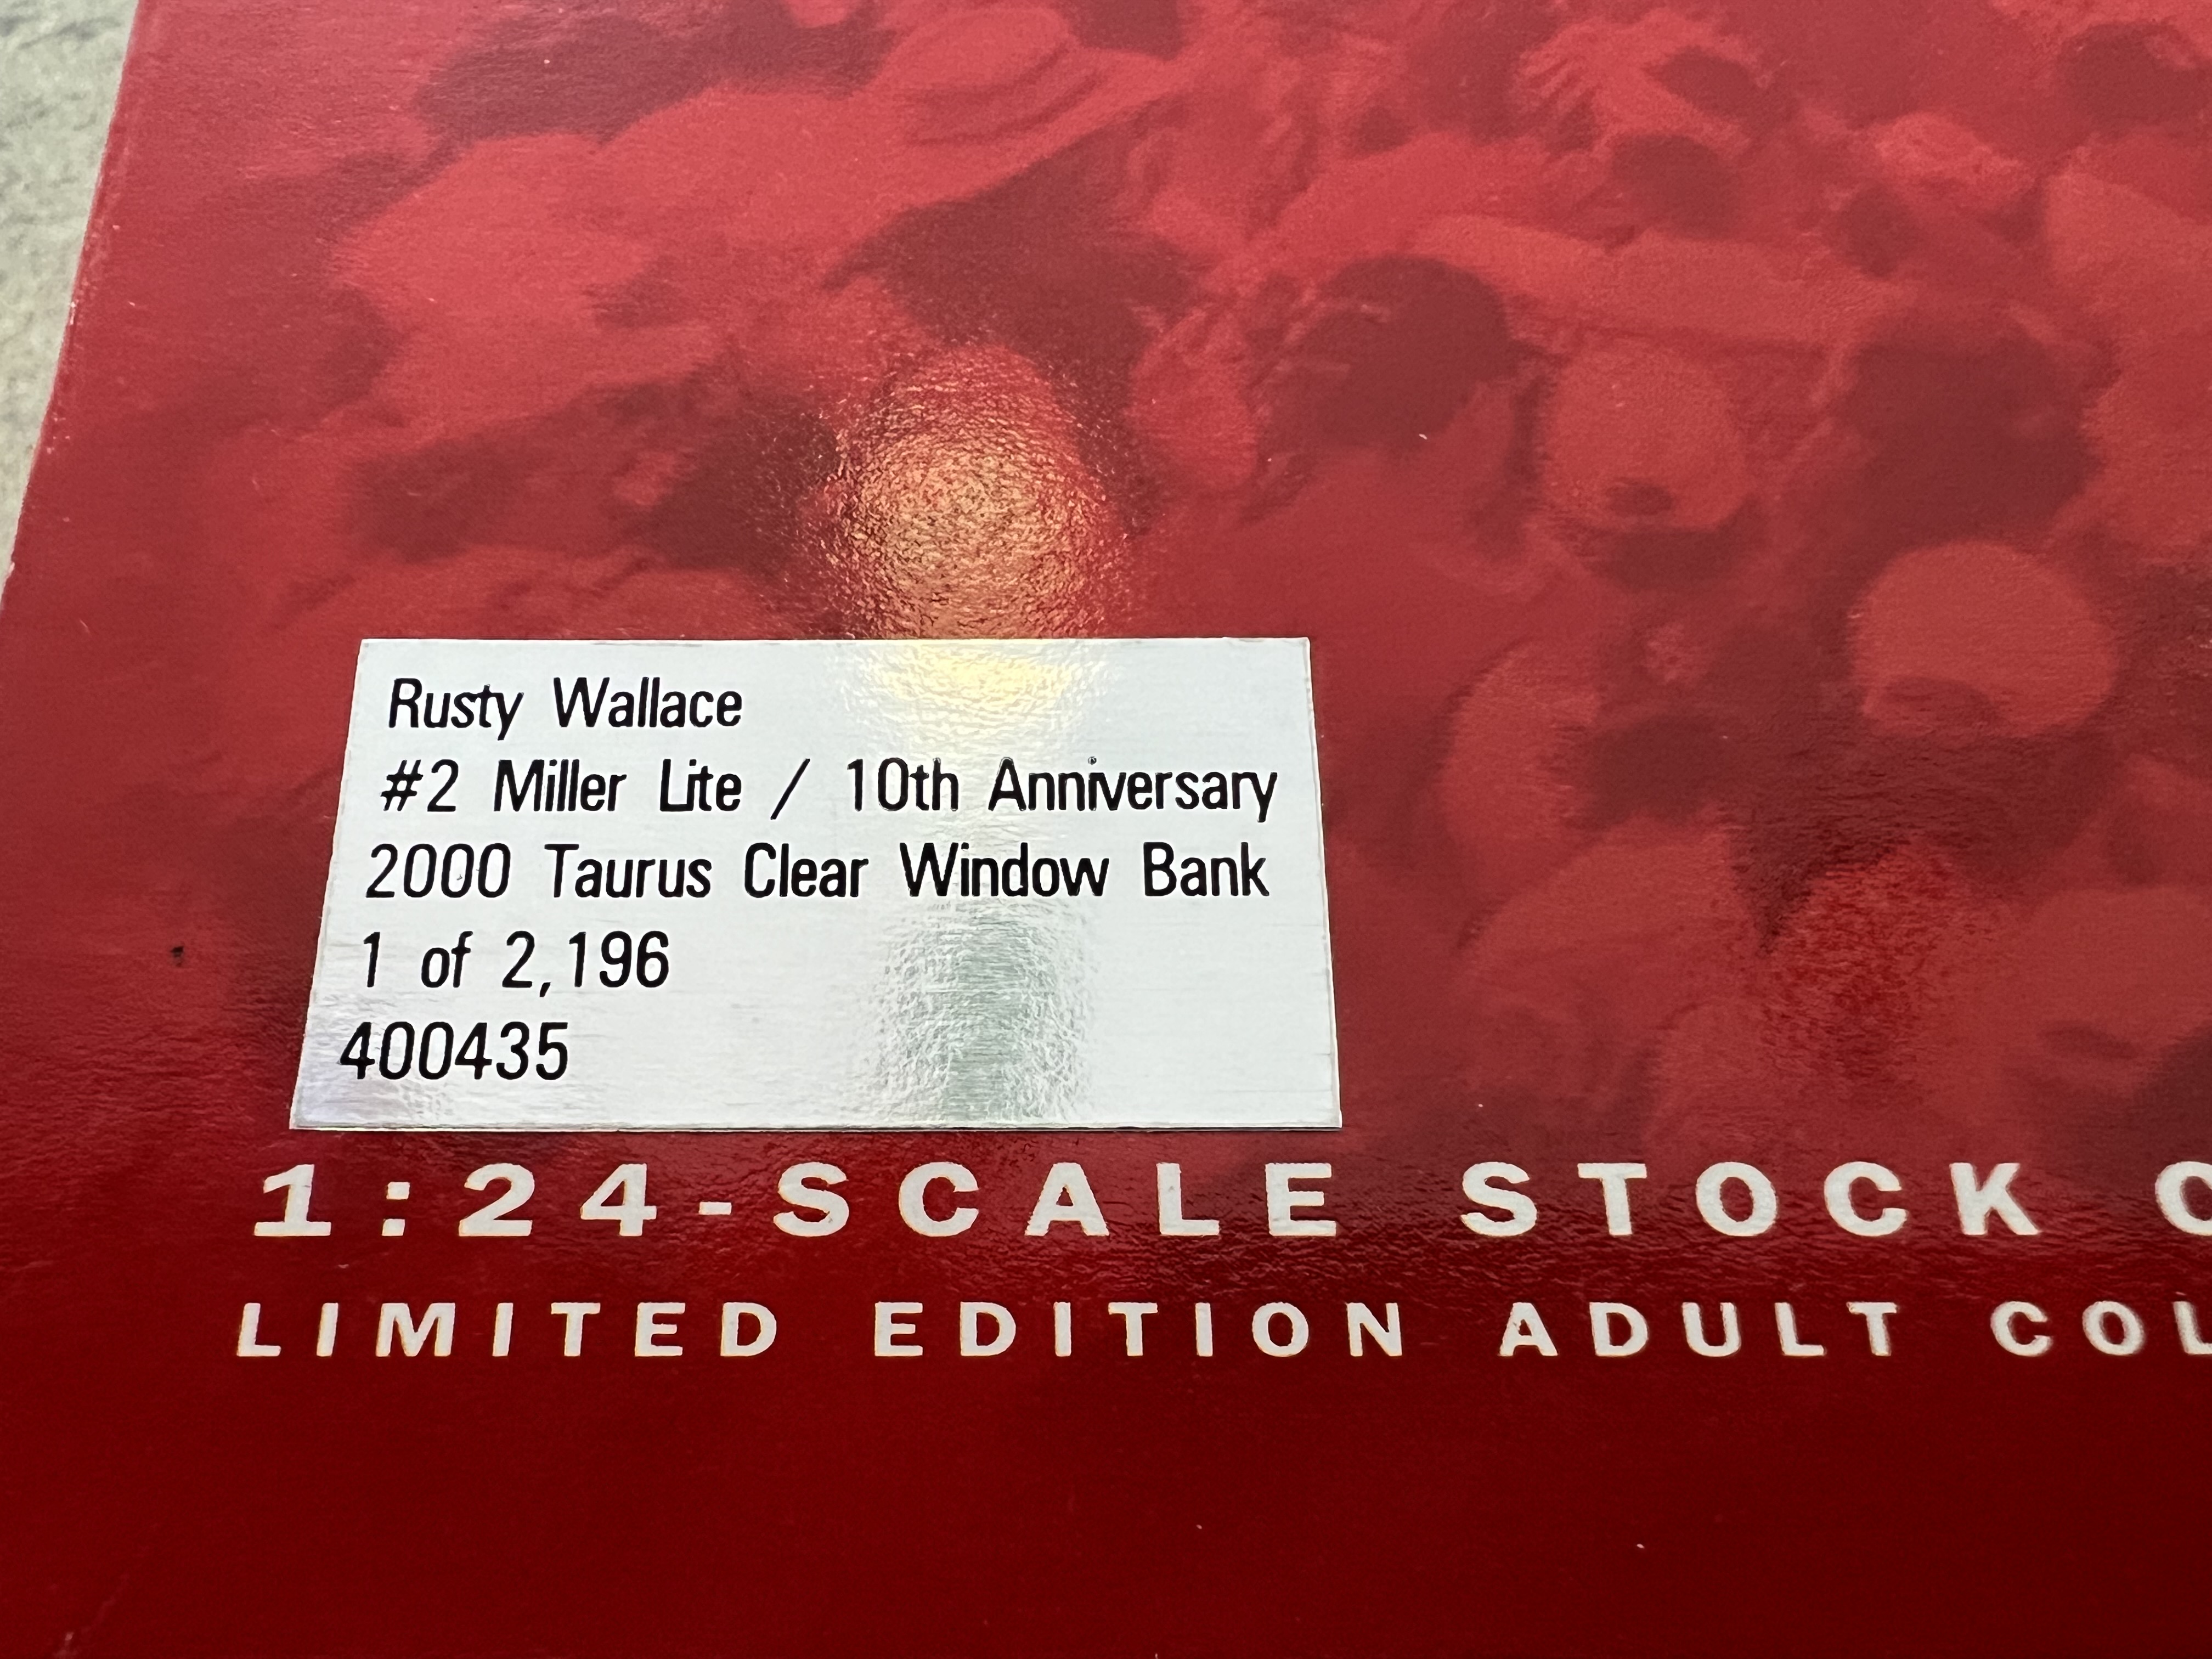 Rusty Wallace
#2 Miller Lite / 10th Anniversary
2000 Taurus Clear Window Bank
1 of 2,196
400435
1:24-SCALE STOCK
LIMITED EDITION ADULT